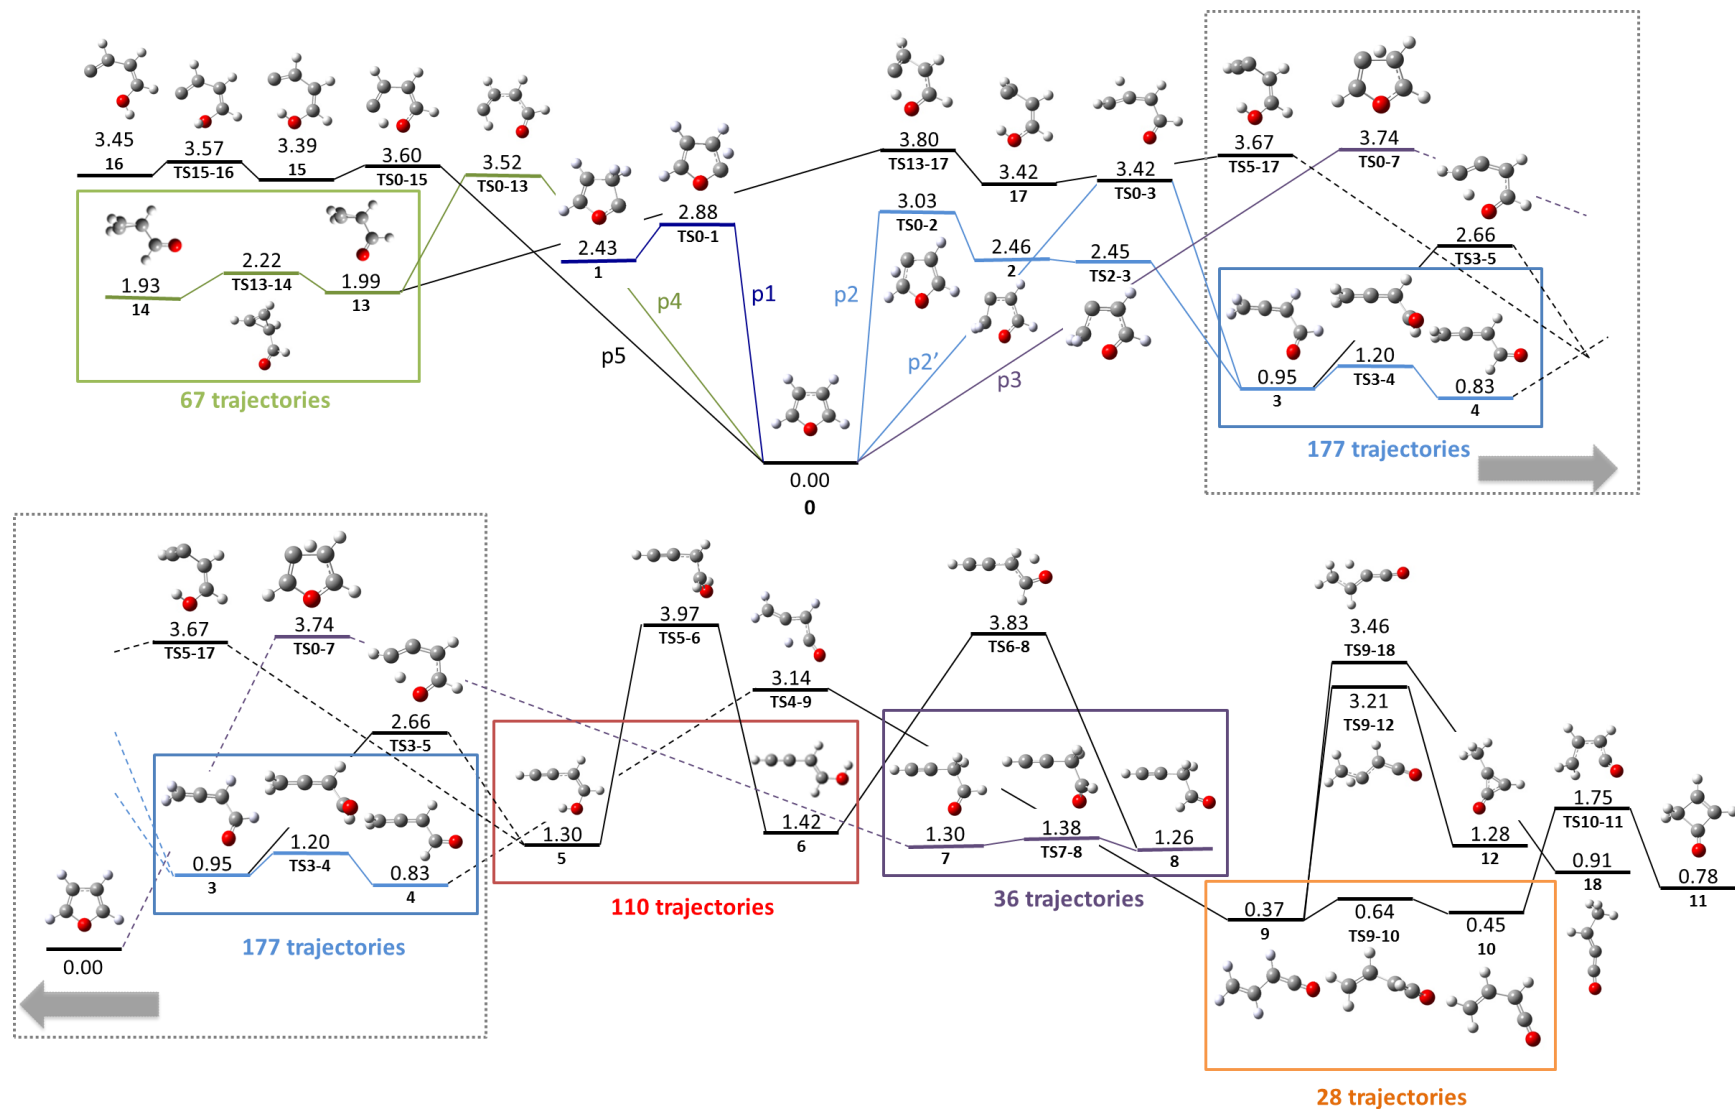 3.45
16
3.57
TS15-16
3.39
15
3.60
TS0-15
3.52
TS0-13
2.43
1
2.88
TS0-1
3.80
TS13-17
3.42
17
3.42
TS0-3
3.67
TS5-17
3.74
TS0-7
3.03
TS0-2
2.46
2
2.45
TS2-3
2.66
TS3-5
1.93
14
2.22
TS13-14
1.99
13
67 trajectories
p5
p4
p1
p2
p2’
p3
0.95
3
1.20
TS3-4
0.83
4
177 trajectories
0.00
0
3.67
TS5-17
3.74
TS0-7
2.66
TS3-5
0.95
3
1.20
TS3-4
0.83
4
177 trajectories
0.00
3.97
TS5-6
3.14
TS4-9
3.83
TS6-8
1.30
5
1.42
6
110 trajectories
1.30
7
1.38
TS7-8
1.26
8
36 trajectories
3.46
TS9-18
3.21
TS9-12
1.28
12
1.75
TS10-11
0.91
18
0.78
11
0.37
9
0.64
TS9-10
0.45
10
28 trajectories